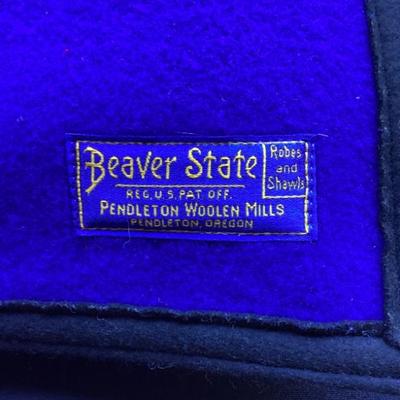 Beaver State
Robes
and
Shawls
REG. U.S. PAT. OFF.
PENDLETON WOOLEN MILLS
PENDLETON, OREGON